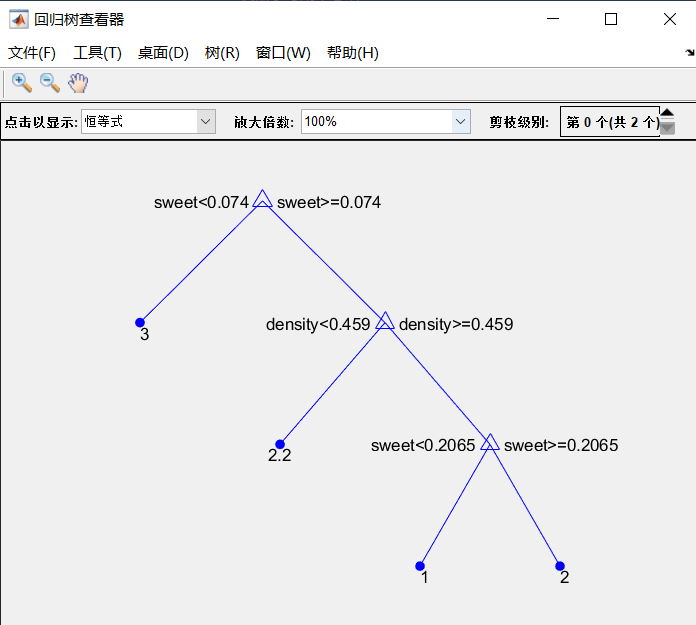 回归树查看器
文件(F) 工具(T) 桌面(D) 树(R) 窗口(W) 帮助(H)
点击以显示: 恒等式 放大倍数: 100% 剪枝级别: 第 0 个(共 2 个)
sweet<0.074 sweet>=0.074
3
density<0.459 density>=0.459
2.2
sweet<0.2065 sweet>=0.2065
1
2